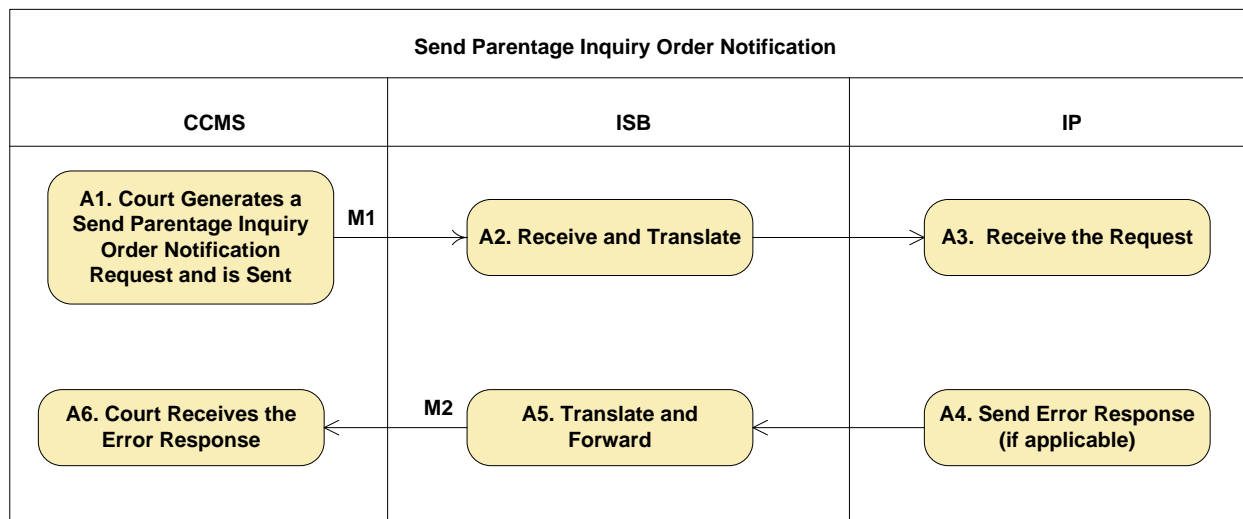 Send Parentage Inquiry Order Notification
CCMS
ISB
IP
A1. Court Generates a
Send Parentage Inquiry
Order Notification
Request and is Sent
M1
A2. Receive and Translate
A3. Receive the Request
A6. Court Receives the
Error Response
M2
A5. Translate and
Forward
A4. Send Error Response
(if applicable)